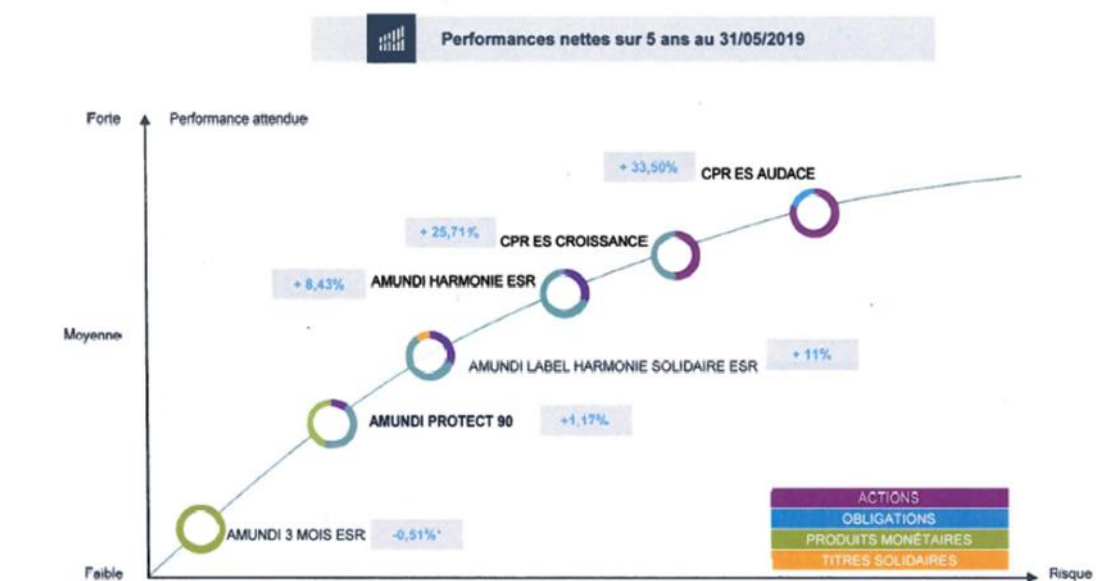 Performances nettes sur 5 ans au 31/05/2019
Forte
Performance attendue
+ 33,50%
CPR ES AUDACE
+ 25,71%
CPR ES CROISSANCE
+ 8,43%
AMUNDI HARMONIE ESR
Moyenne
AMUNDI LABEL HARMONIE SOLIDAIRE ESR
+ 11%
AMUNDI PROTECT 90
+1,17%
ACTIONS
OBLIGATIONS
PRODUITS MONÉTAIRES
TITRES SOLIDAIRES
AMUNDI 3 MOIS ESR
-0,51%*
Faible
Risque